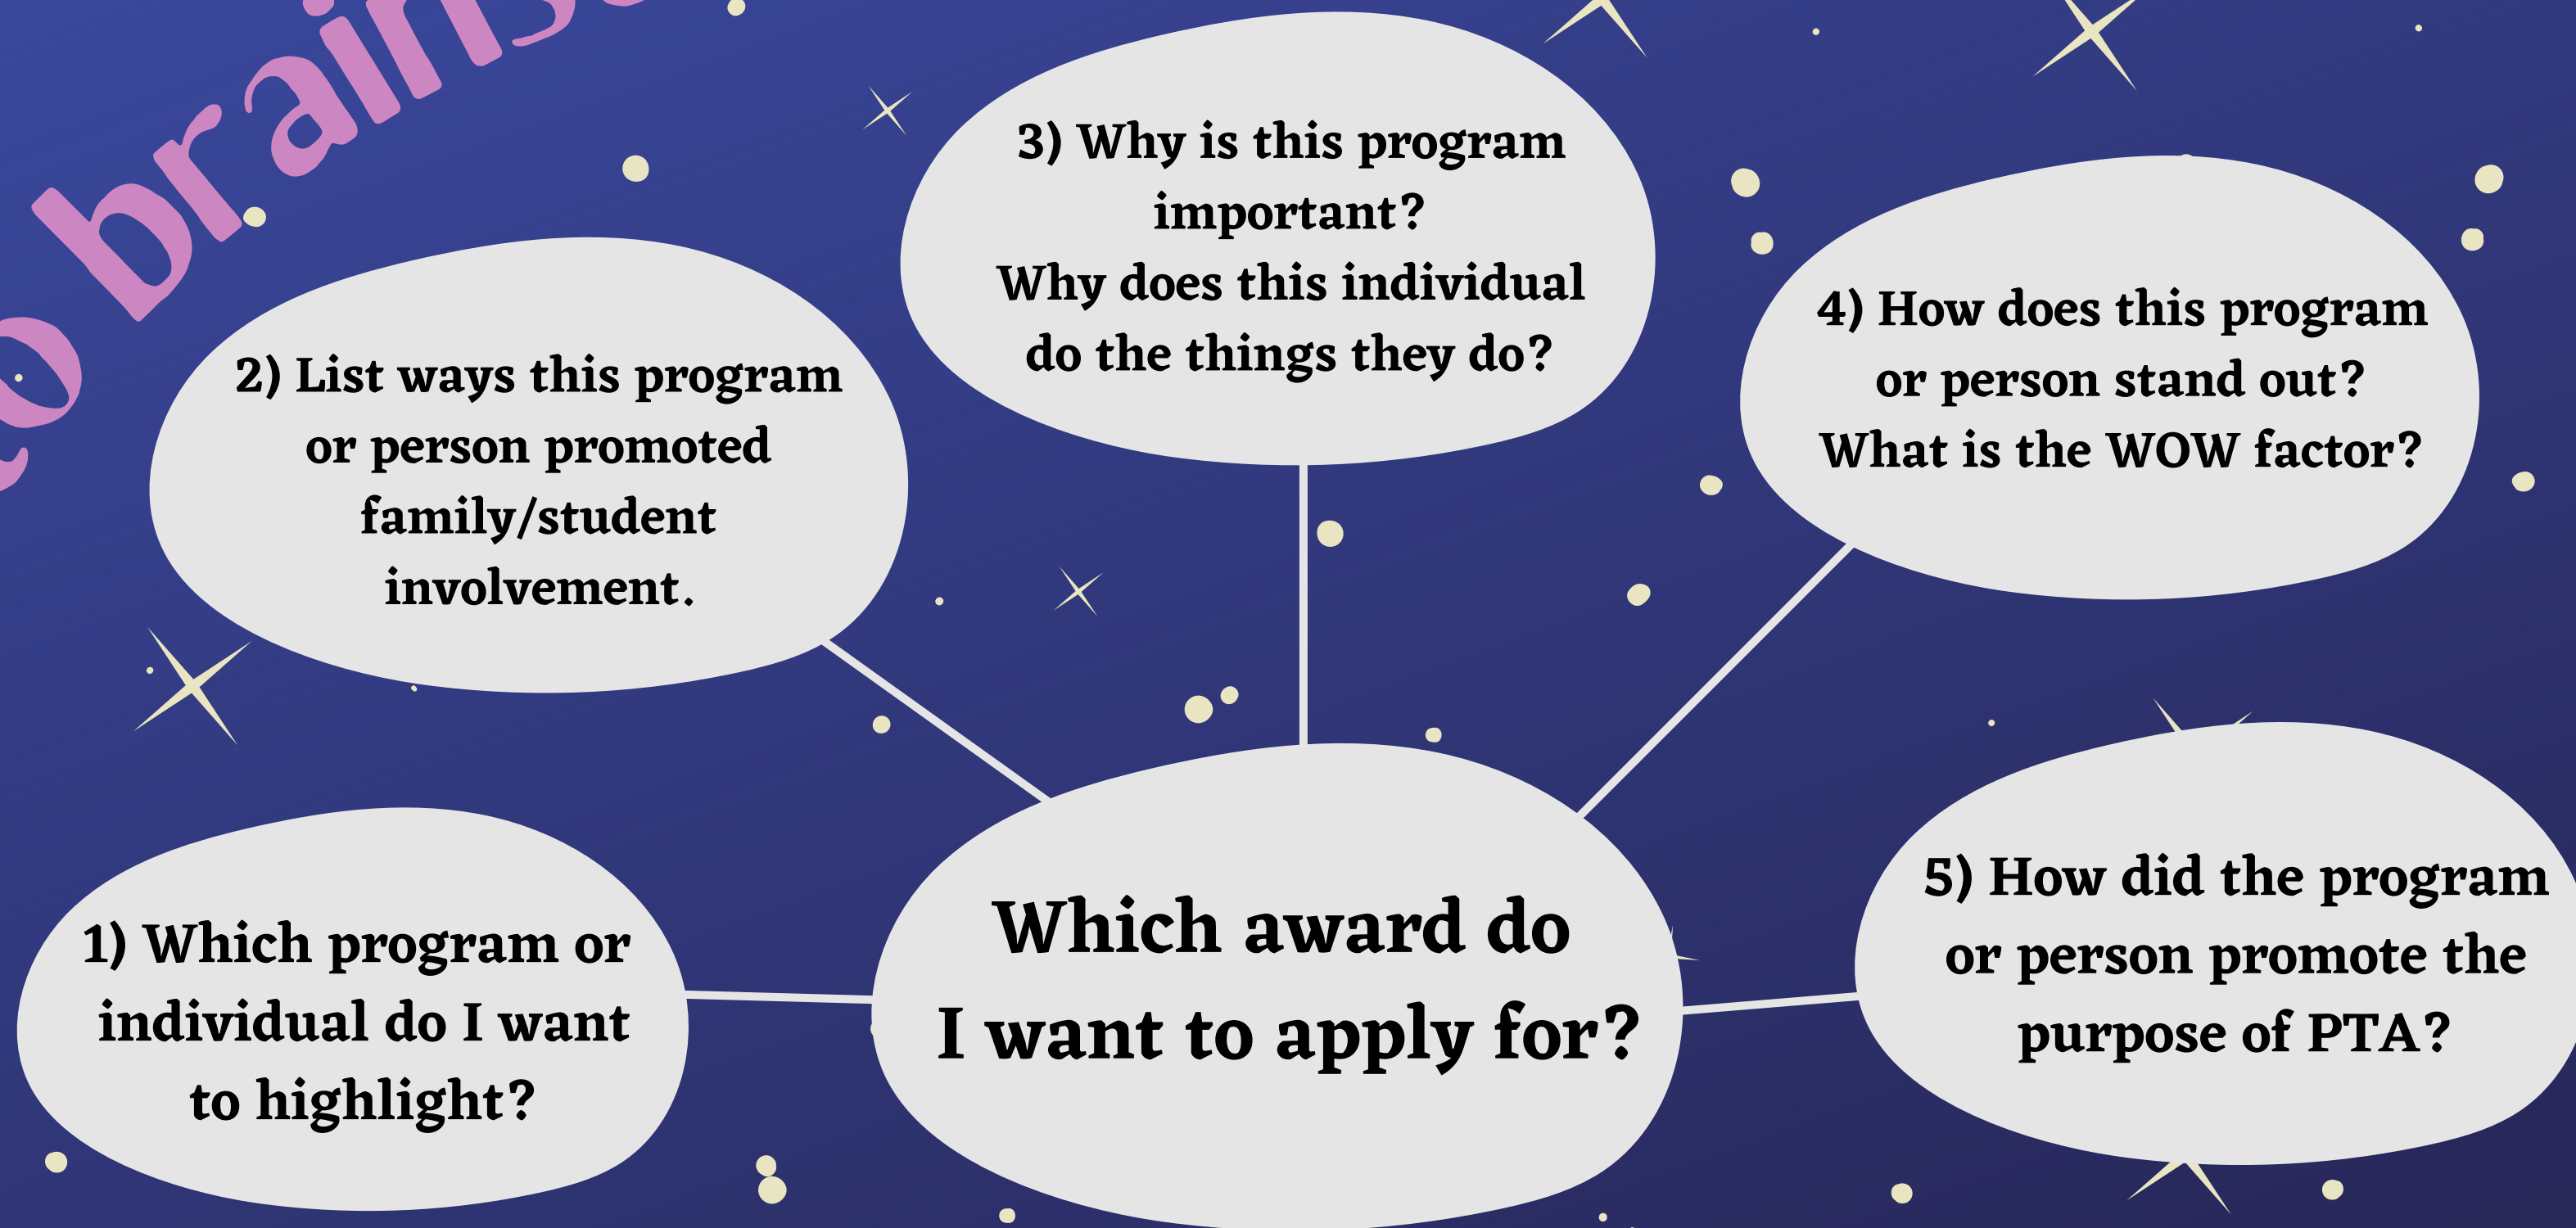 to brains
3) Why is this program
important?
Why does this individual
do the things they do?
4) How does this program
or person stand out?
What is the WOW factor?
2) List ways this program
or person promoted
family/student
involvement.
5) How did the program
or person promote the
purpose of PTA?
Which award do
I want to apply for?
1) Which program or
individual do I want
to highlight?